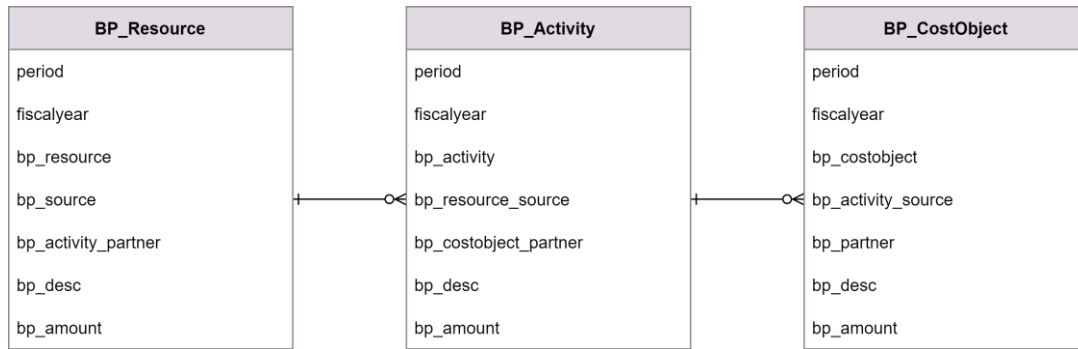 BP_Resource
period
fiscalyear
bp_resource
bp_source
bp_activity_partner
bp_desc
bp_amount
BP_Activity
period
fiscalyear
bp_activity
bp_resource_source
bp_costobject_partner
bp_desc
bp_amount
BP_CostObject
period
fiscalyear
bp_costobject
bp_activity_source
bp_partner
bp_desc
bp_amount